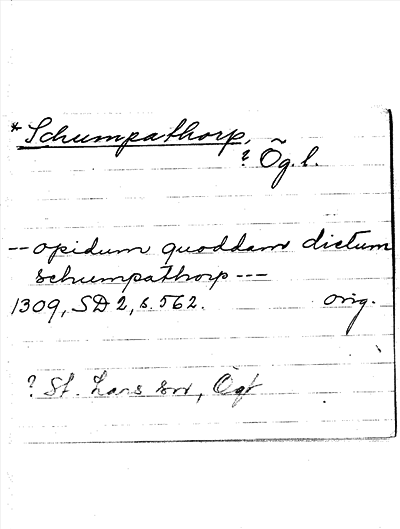 *Schumpathorp,
? Ög.l.
-- opidum quoddam dictum
schumpathorp ---
1309, SD 2, s. 562. orig.
? St. Lars sn, Ögl